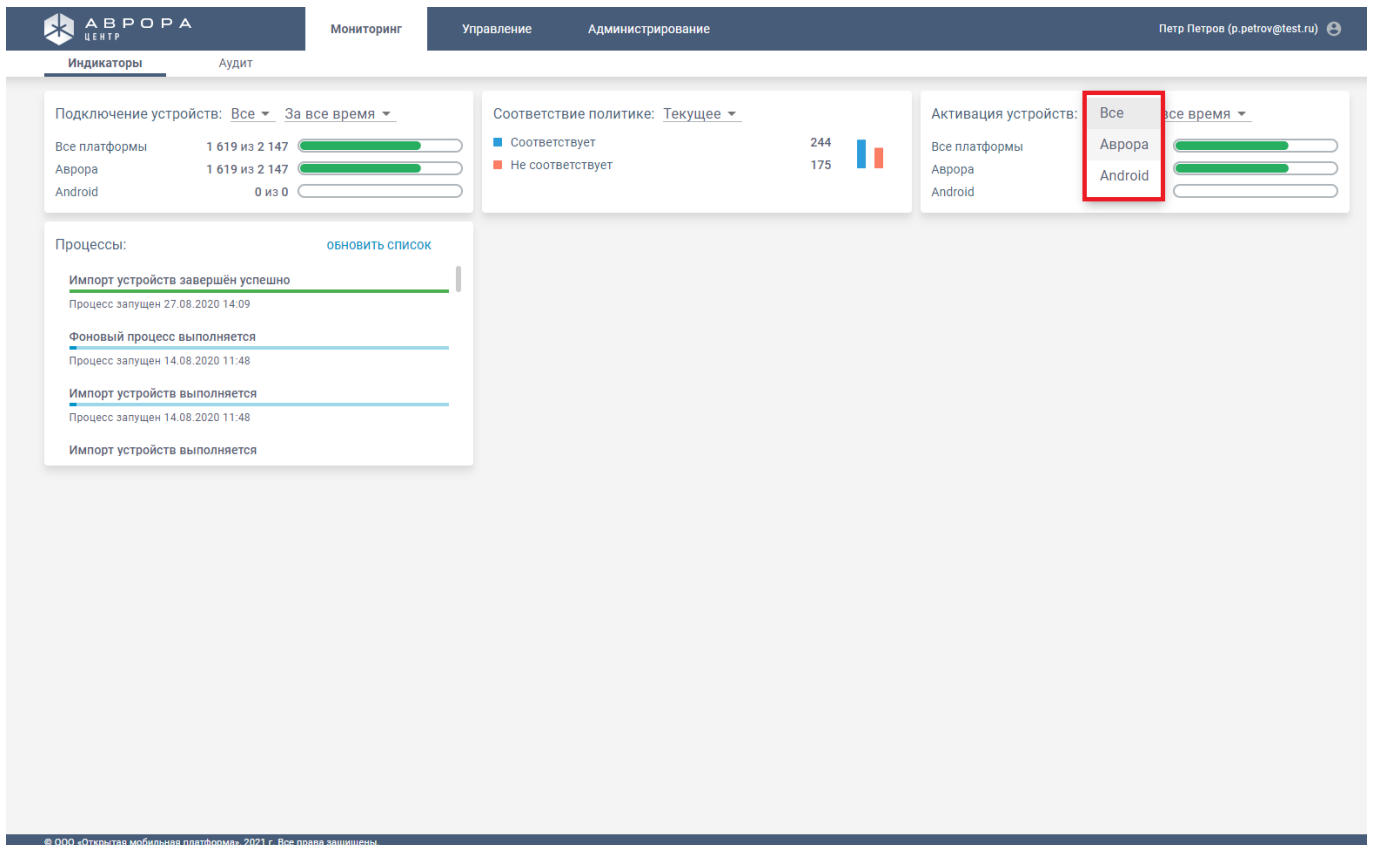 АВРОРА
ЦЕНТР
Мониторинг
Управление
Администрирование
Петр Петров (p.petrov@test.ru)
Индикаторы
Аудит
Подключение устройств: Все За все время
Все платформы 1 619 из 2 147
Аврора 1 619 из 2 147
Android 0 из 0
Соответствие политике: Текущее
Соответствует 244
Не соответствует 175
Активация устройств: все время
Все платформы
Аврора
Android
Все
Аврора
Android
Процессы: ОБНОВИТЬ СПИСОК
Импорт устройств завершён успешно
Процесс запущен 27.08.2020 14:09
Фоновый процесс выполняется
Процесс запущен 14.08.2020 11:48
Импорт устройств выполняется
Процесс запущен 14.08.2020 11:48
Импорт устройств выполняется
© ООО «Открытая мобильная платформа», 2021 г. Все права защищены.